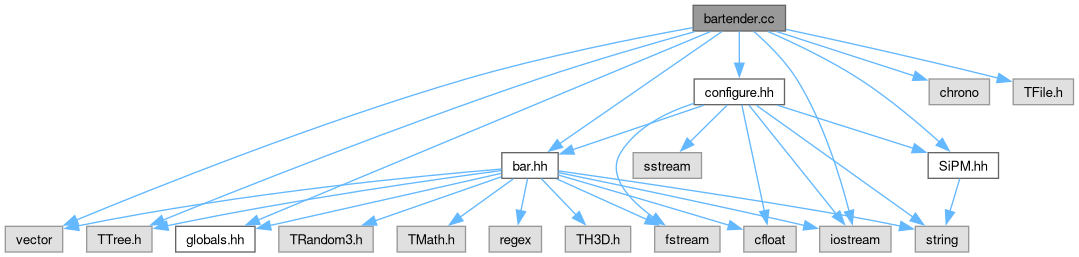 bartender.cc
configure.hh
chrono
TFile.h
bar.hh
sstream
SiPM.hh
vector
TTree.h
globals.hh
TRandom3.h
TMath.h
regex
TH3D.h
fstream
cfloat
iostream
string